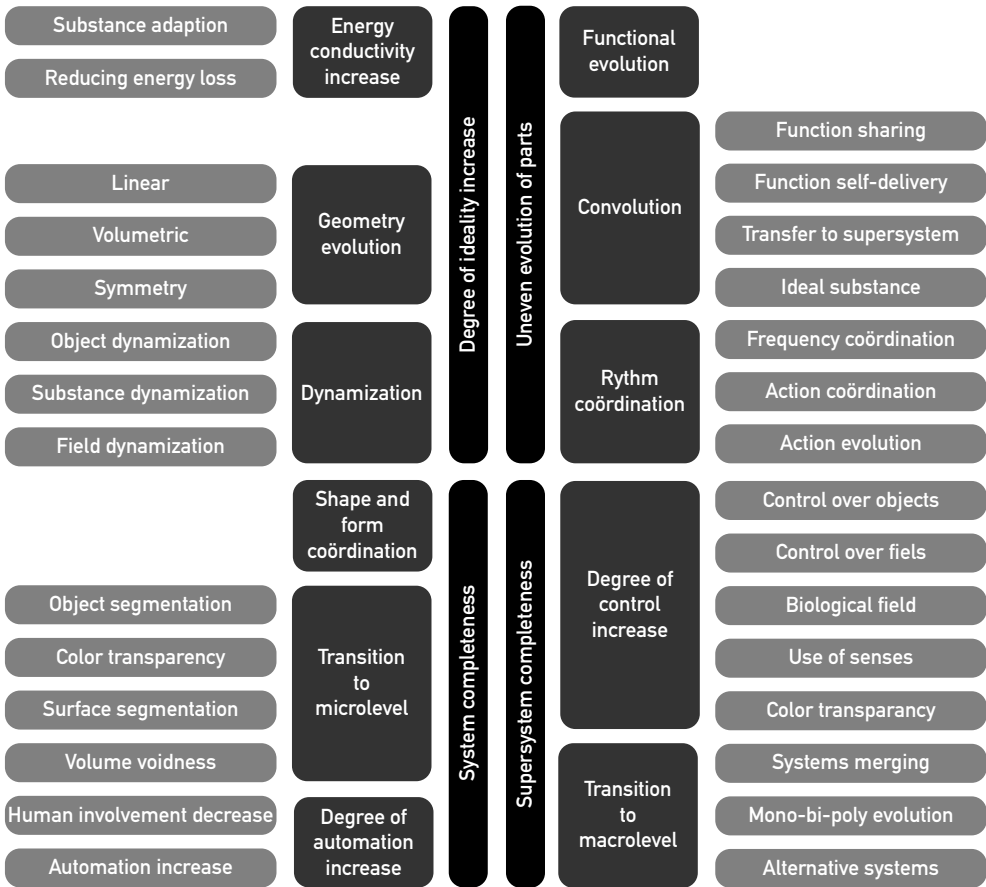 Substance adaption
Reducing energy loss
Energy
conductivity
increase
Linear
Volumetric
Symmetry
Geometry
evolution
Object dynamization
Substance dynamization
Field dynamization
Dynamization
Shape and
form
coördination
Object segmentation
Color transparency
Surface segmentation
Volume voidness
Transition
to
microlevel
Human involvement decrease
Automation increase
Degree of
automation
increase
Degree of ideality increase
Uneven evolution of parts
System completeness
Supersystem completeness
Functional
evolution
Convolution
Function sharing
Function self-delivery
Transfer to supersystem
Ideal substance
Rythm
coördination
Frequency coördination
Action coördination
Action evolution
Degree of
control
increase
Control over objects
Control over fiels
Biological field
Use of senses
Color transparancy
Transition
to
macrolevel
Systems merging
Mono-bi-poly evolution
Alternative systems